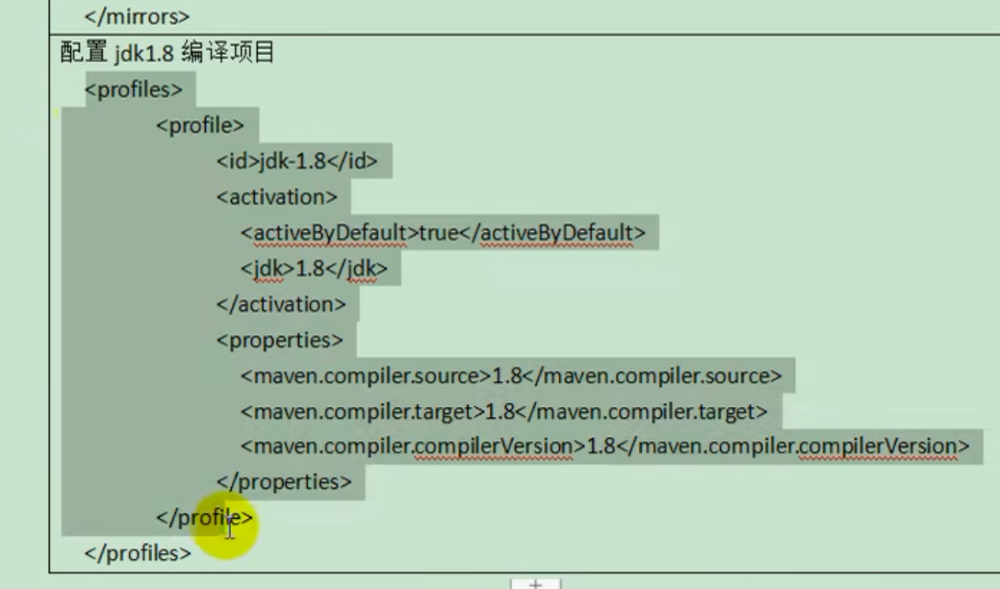 </mirrors>
配置 jdk1.8 编译项目
<profiles>
<profile>
<id>jdk-1.8</id>
<activation>
<activeByDefault>true</activeByDefault>
<jdk>1.8</jdk>
</activation>
<properties>
<maven.compiler.source>1.8</maven.compiler.source>
<maven.compiler.target>1.8</maven.compiler.target>
<maven.compiler.compilerVersion>1.8</maven.compiler.compilerVersion>
</properties>
</profile>
</profiles>